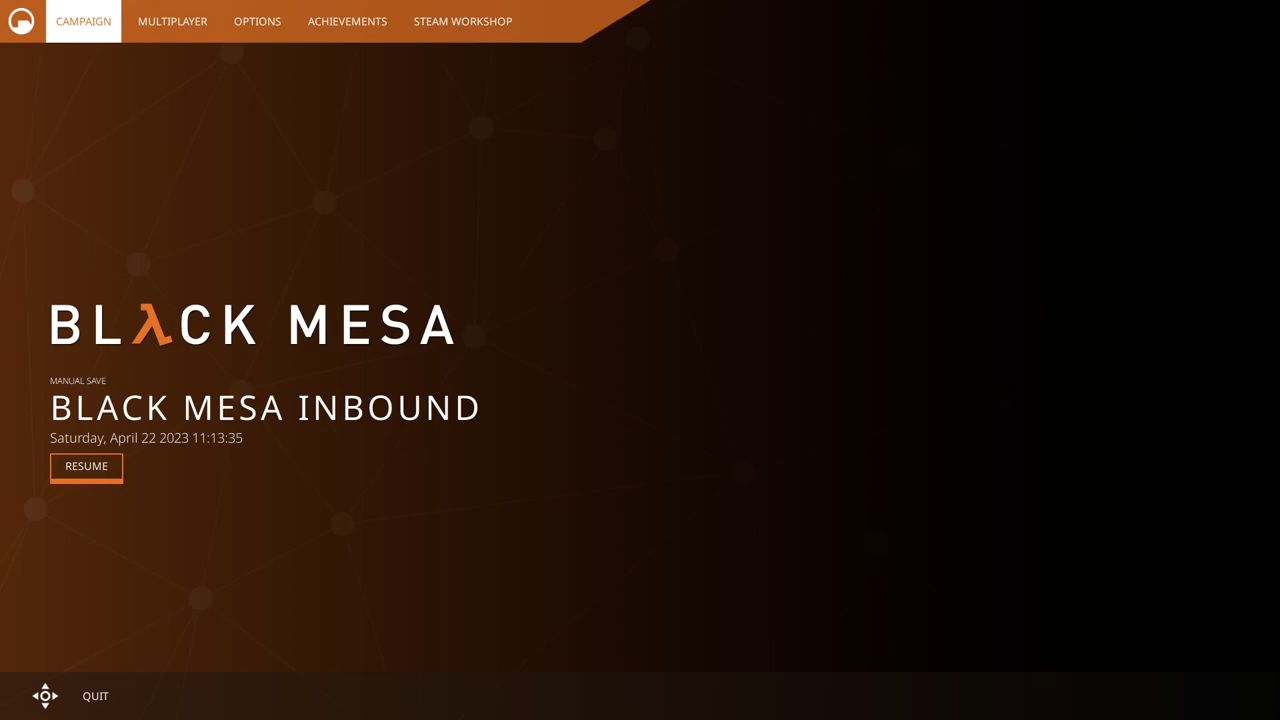 CAMPAIGN MULTIPLAYER OPTIONS ACHIEVEMENTS STEAM WORKSHOP
BLλCK MESA
MANUAL SAVE
BLACK MESA INBOUND
Saturday, April 22 2023 11:13:35
RESUME
QUIT